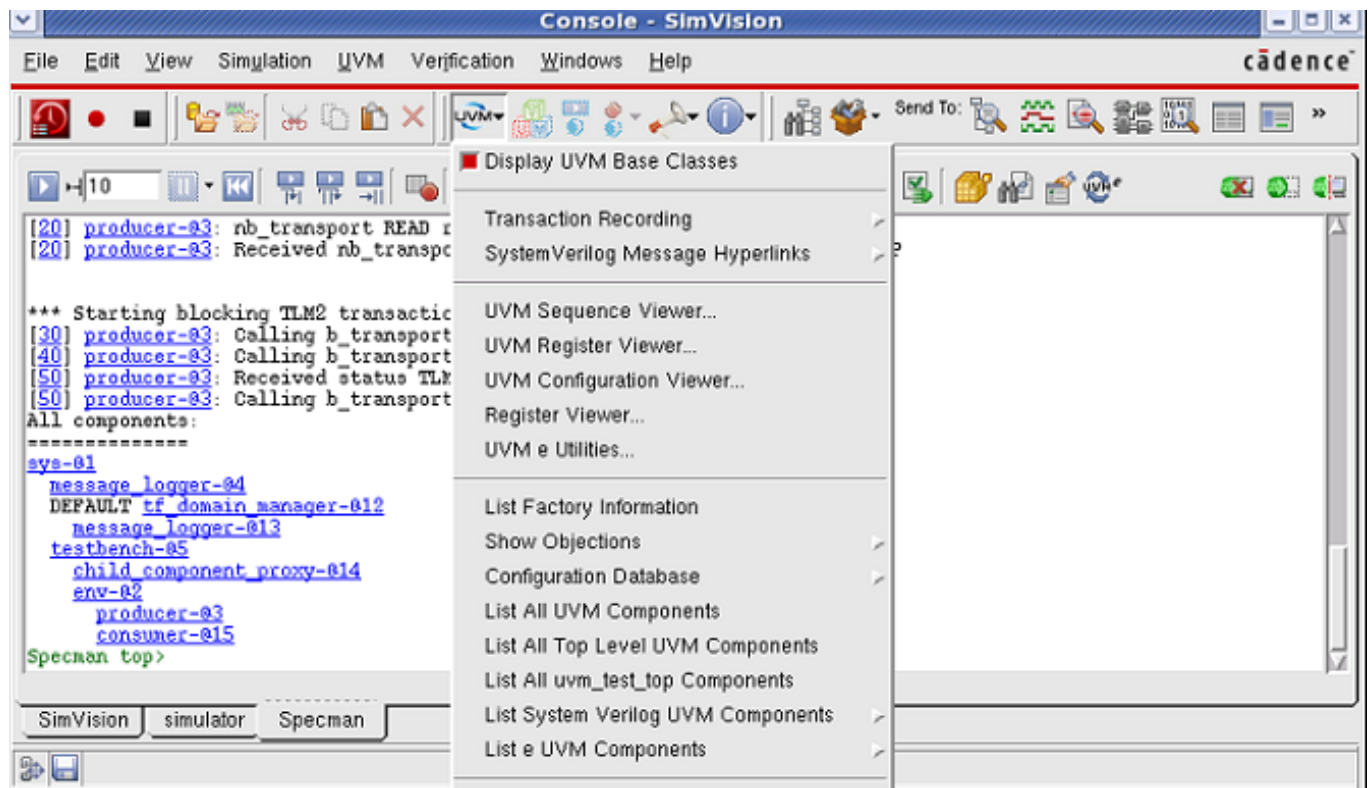 Console - SimVision
File Edit View Simulation UVM Verification Windows Help cādence
UVM Send To: »
10
Display UVM Base Classes
Transaction Recording
SystemVerilog Message Hyperlinks
UVM Sequence Viewer...
UVM Register Viewer...
UVM Configuration Viewer...
Register Viewer...
UVM e Utilities...
List Factory Information
Show Objections
Configuration Database
List All UVM Components
List All Top Level UVM Components
List All uvm_test_top Components
List System Verilog UVM Components
List e UVM Components
[20] producer-@3: nb_transport READ
[20] producer-@3: Received
*** Starting blocking TLM2
[30] producer-@3: Calling b_transport
[40] producer-@3: Calling b_transport
[50] producer-@3: Received status
[50] producer-@3: Calling b_transport
All components:
==============
sys-@1
message_logger-@4
DEFAULT tf_domain_manager-@12
message_logger-@13
testbench-@5
child_component_proxy-@14
env-@2
producer-@3
consumer-@15
Specman top>
SimVision simulator Specman